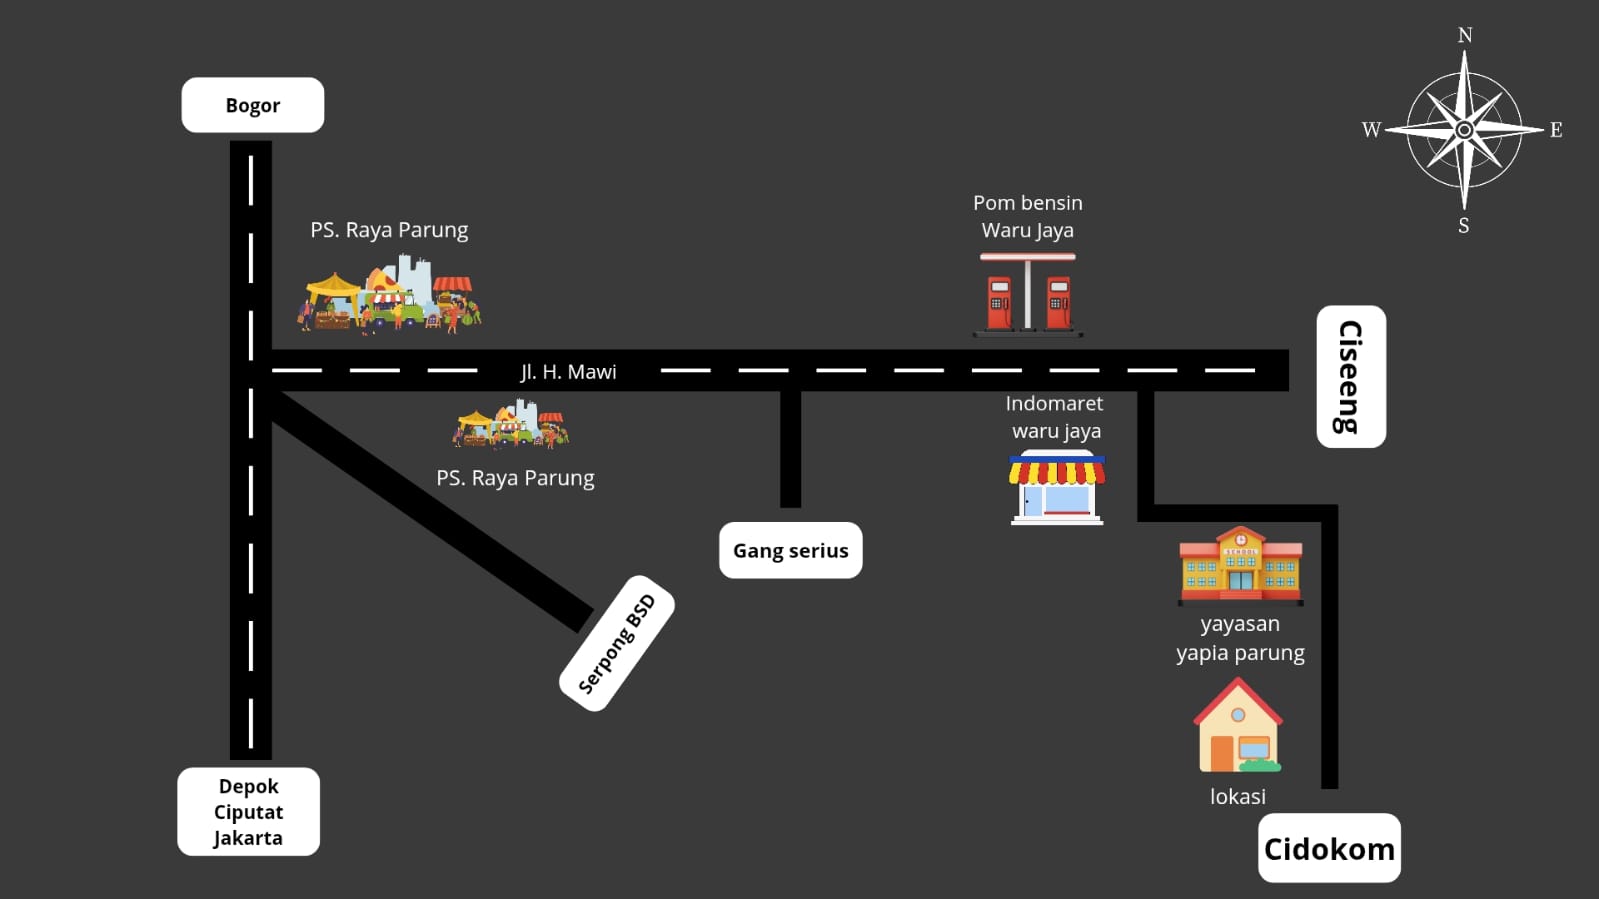 N
Bogor
W
E
Pom bensin
Waru Jaya
PS. Raya Parung
S
Ciseeng
Jl. H. Mawi
Indomaret
waru jaya
PS. Raya Parung
Gang serius
SCHOOL
Serpong BSD
yayasan
yapia parung
Depok
Ciputat
Jakarta
lokasi
Cidokom